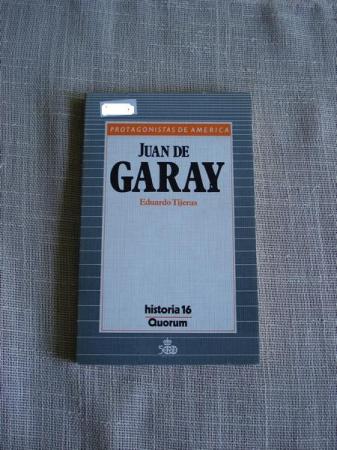 PROTAGONISTAS DE AMERICA
JUAN DE
GARAY
Eduardo Tijeras
historia 16
Quorum